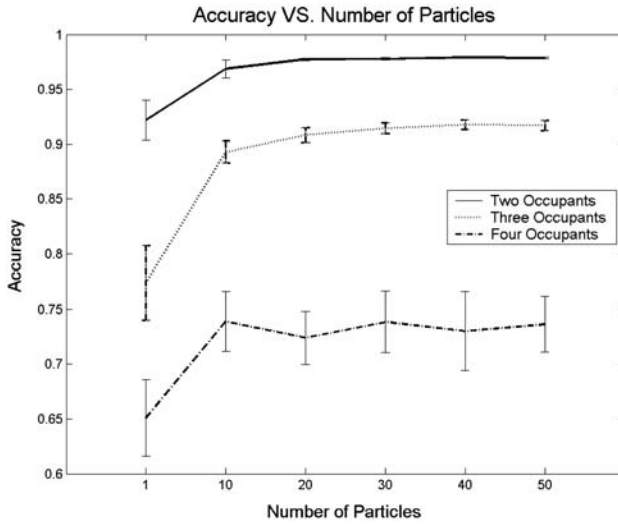 Accuracy VS. Number of Particles
1
0.95
0.9
0.85
0.8
0.75
0.7
0.65
0.6
Accuracy
Two Occupants
Three Occupants
Four Occupants
1 10 20 30 40 50
Number of Particles